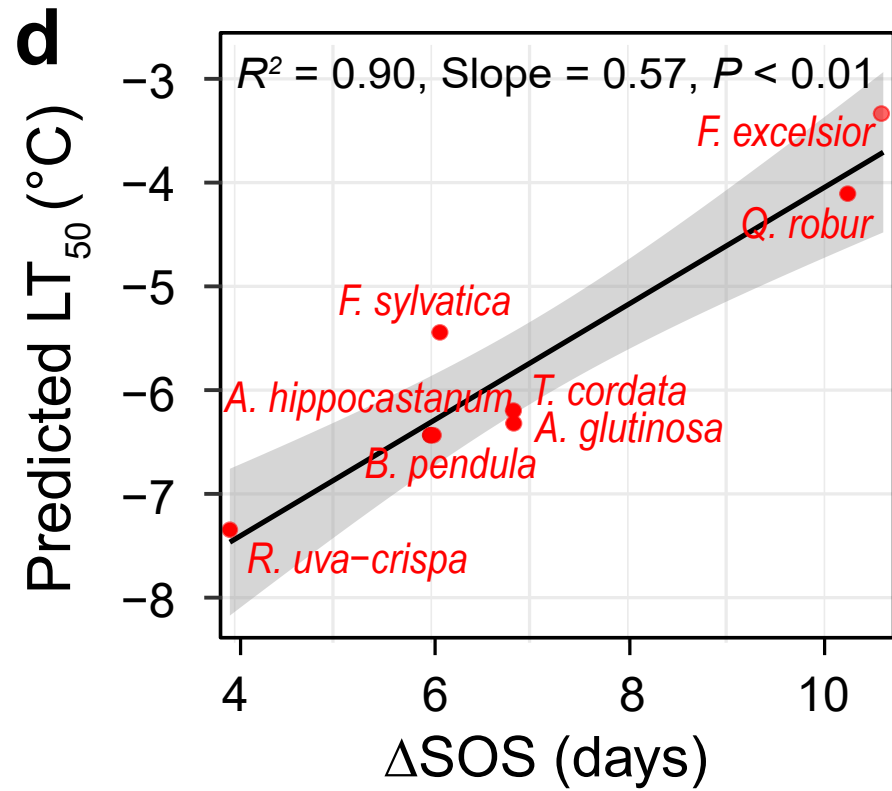 d
R² = 0.90, Slope = 0.57, P < 0.01
−3
−4
−5
−6
−7
−8
Predicted LT₅₀ (°C)
F. excelsior
Q. robur
F. sylvatica
A. hippocastanum
T. cordata
A. glutinosa
B. pendula
R. uva−crispa
4 6 8 10
ΔSOS (days)